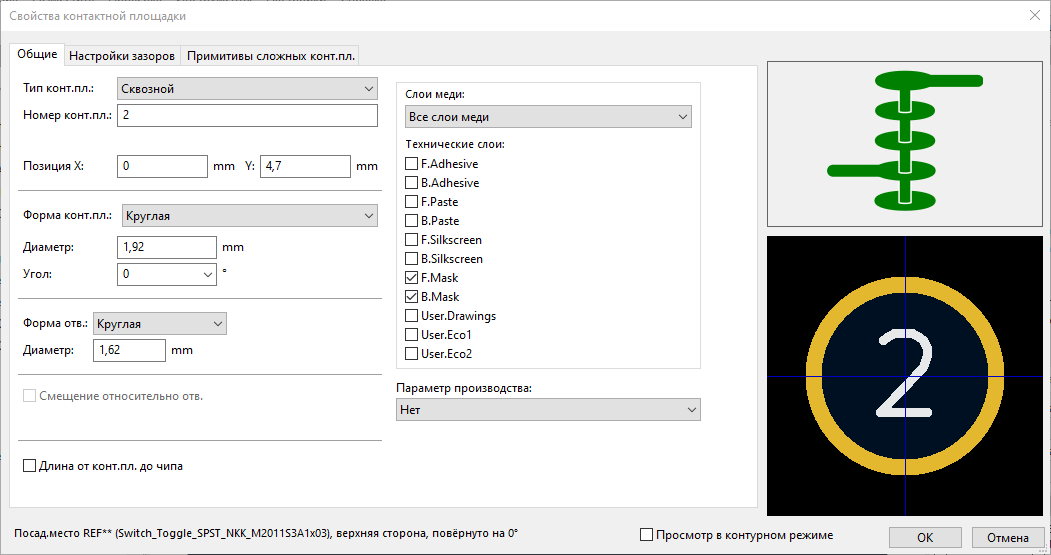 Свойства контактной площадки
Общие
Настройки зазоров
Примитивы сложных конт.пл.
Тип конт.пл.:
Сквозной
Номер конт.пл.:
2
Позиция X:
0
mm
Y:
4,7
mm
Форма конт.пл.:
Круглая
Диаметр:
1,92
mm
Угол:
0
°
Форма отв.:
Круглая
Диаметр:
1,62
mm
Смещение относительно отв.
Длина от конт.пл. до чипа
Слои меди:
Все слои меди
Технические слои:
F.Adhesive
B.Adhesive
F.Paste
B.Paste
F.Silkscreen
B.Silkscreen
F.Mask
B.Mask
User.Drawings
User.Eco1
User.Eco2
Параметр производства:
Нет
2
Посад.место REF** (Switch_Toggle_SPST_NKK_M2011S3A1x03), верхняя сторона, повёрнуто на 0°
Просмотр в контурном режиме
OK
Отмена